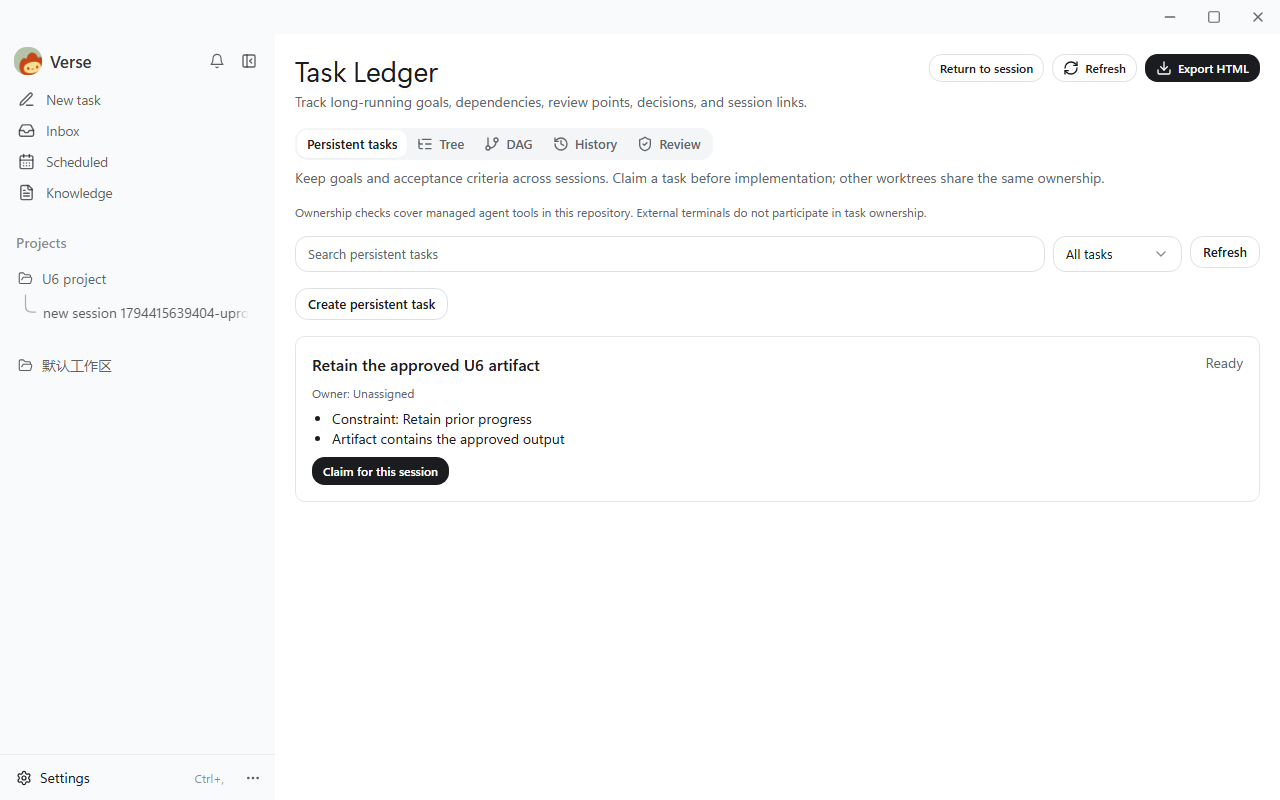 Verse
New task
Inbox
Scheduled
Knowledge
Projects
U6 project
new session 1794415639404-upro
默认工作区
Settings
Ctrl+,
Task Ledger
Return to session
Refresh
Export HTML
Track long-running goals, dependencies, review points, decisions, and session links.
Persistent tasks
Tree
DAG
History
Review
Keep goals and acceptance criteria across sessions. Claim a task before implementation; other worktrees share the same ownership.
Ownership checks cover managed agent tools in this repository. External terminals do not participate in task ownership.
Search persistent tasks
All tasks
Refresh
Create persistent task
Retain the approved U6 artifact
Ready
Owner: Unassigned
Constraint: Retain prior progress
Artifact contains the approved output
Claim for this session